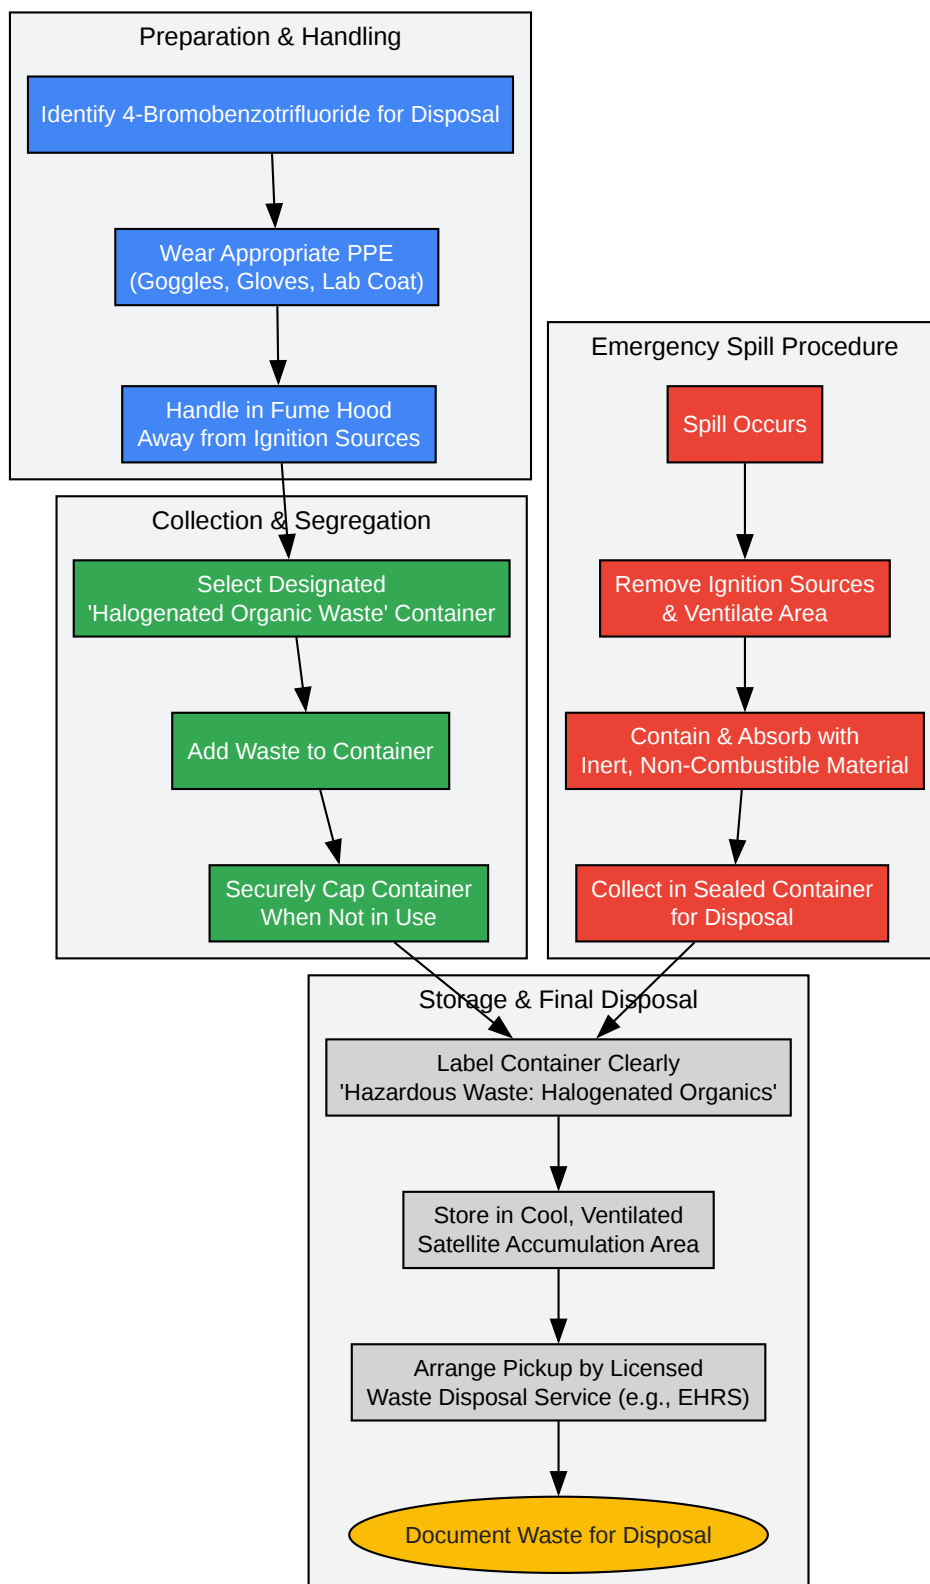 Preparation & Handling
Identify 4-Bromobenzotrifluoride for Disposal
Wear Appropriate PPE
(Goggles, Gloves, Lab Coat)
Handle in Fume Hood
Away from Ignition Sources
Collection & Segregation
Select Designated
'Halogenated Organic Waste' Container
Add Waste to Container
Securely Cap Container
When Not in Use
Emergency Spill Procedure
Spill Occurs
Remove Ignition Sources
& Ventilate Area
Contain & Absorb with
Inert, Non-Combustible Material
Collect in Sealed Container
for Disposal
Storage & Final Disposal
Label Container Clearly
'Hazardous Waste: Halogenated Organics'
Store in Cool, Ventilated
Satellite Accumulation Area
Arrange Pickup by Licensed
Waste Disposal Service (e.g., EHRS)
Document Waste for Disposal